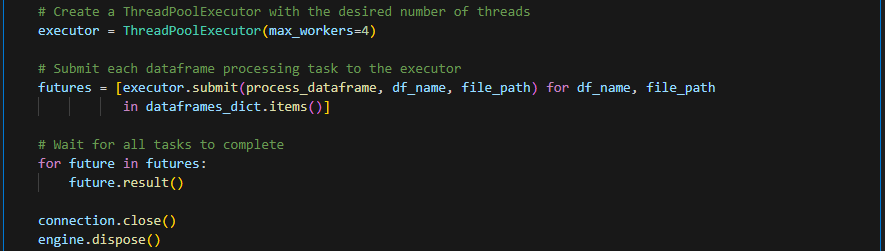 # Create a ThreadPoolExecutor with the desired number of threads
executor = ThreadPoolExecutor(max_workers=4)
# Submit each dataframe processing task to the executor
futures = [executor.submit(process_dataframe, df_name, file_path) for df_name, file_path
in dataframes_dict.items()]
# Wait for all tasks to complete
for future in futures:
future.result()
connection.close()
engine.dispose()